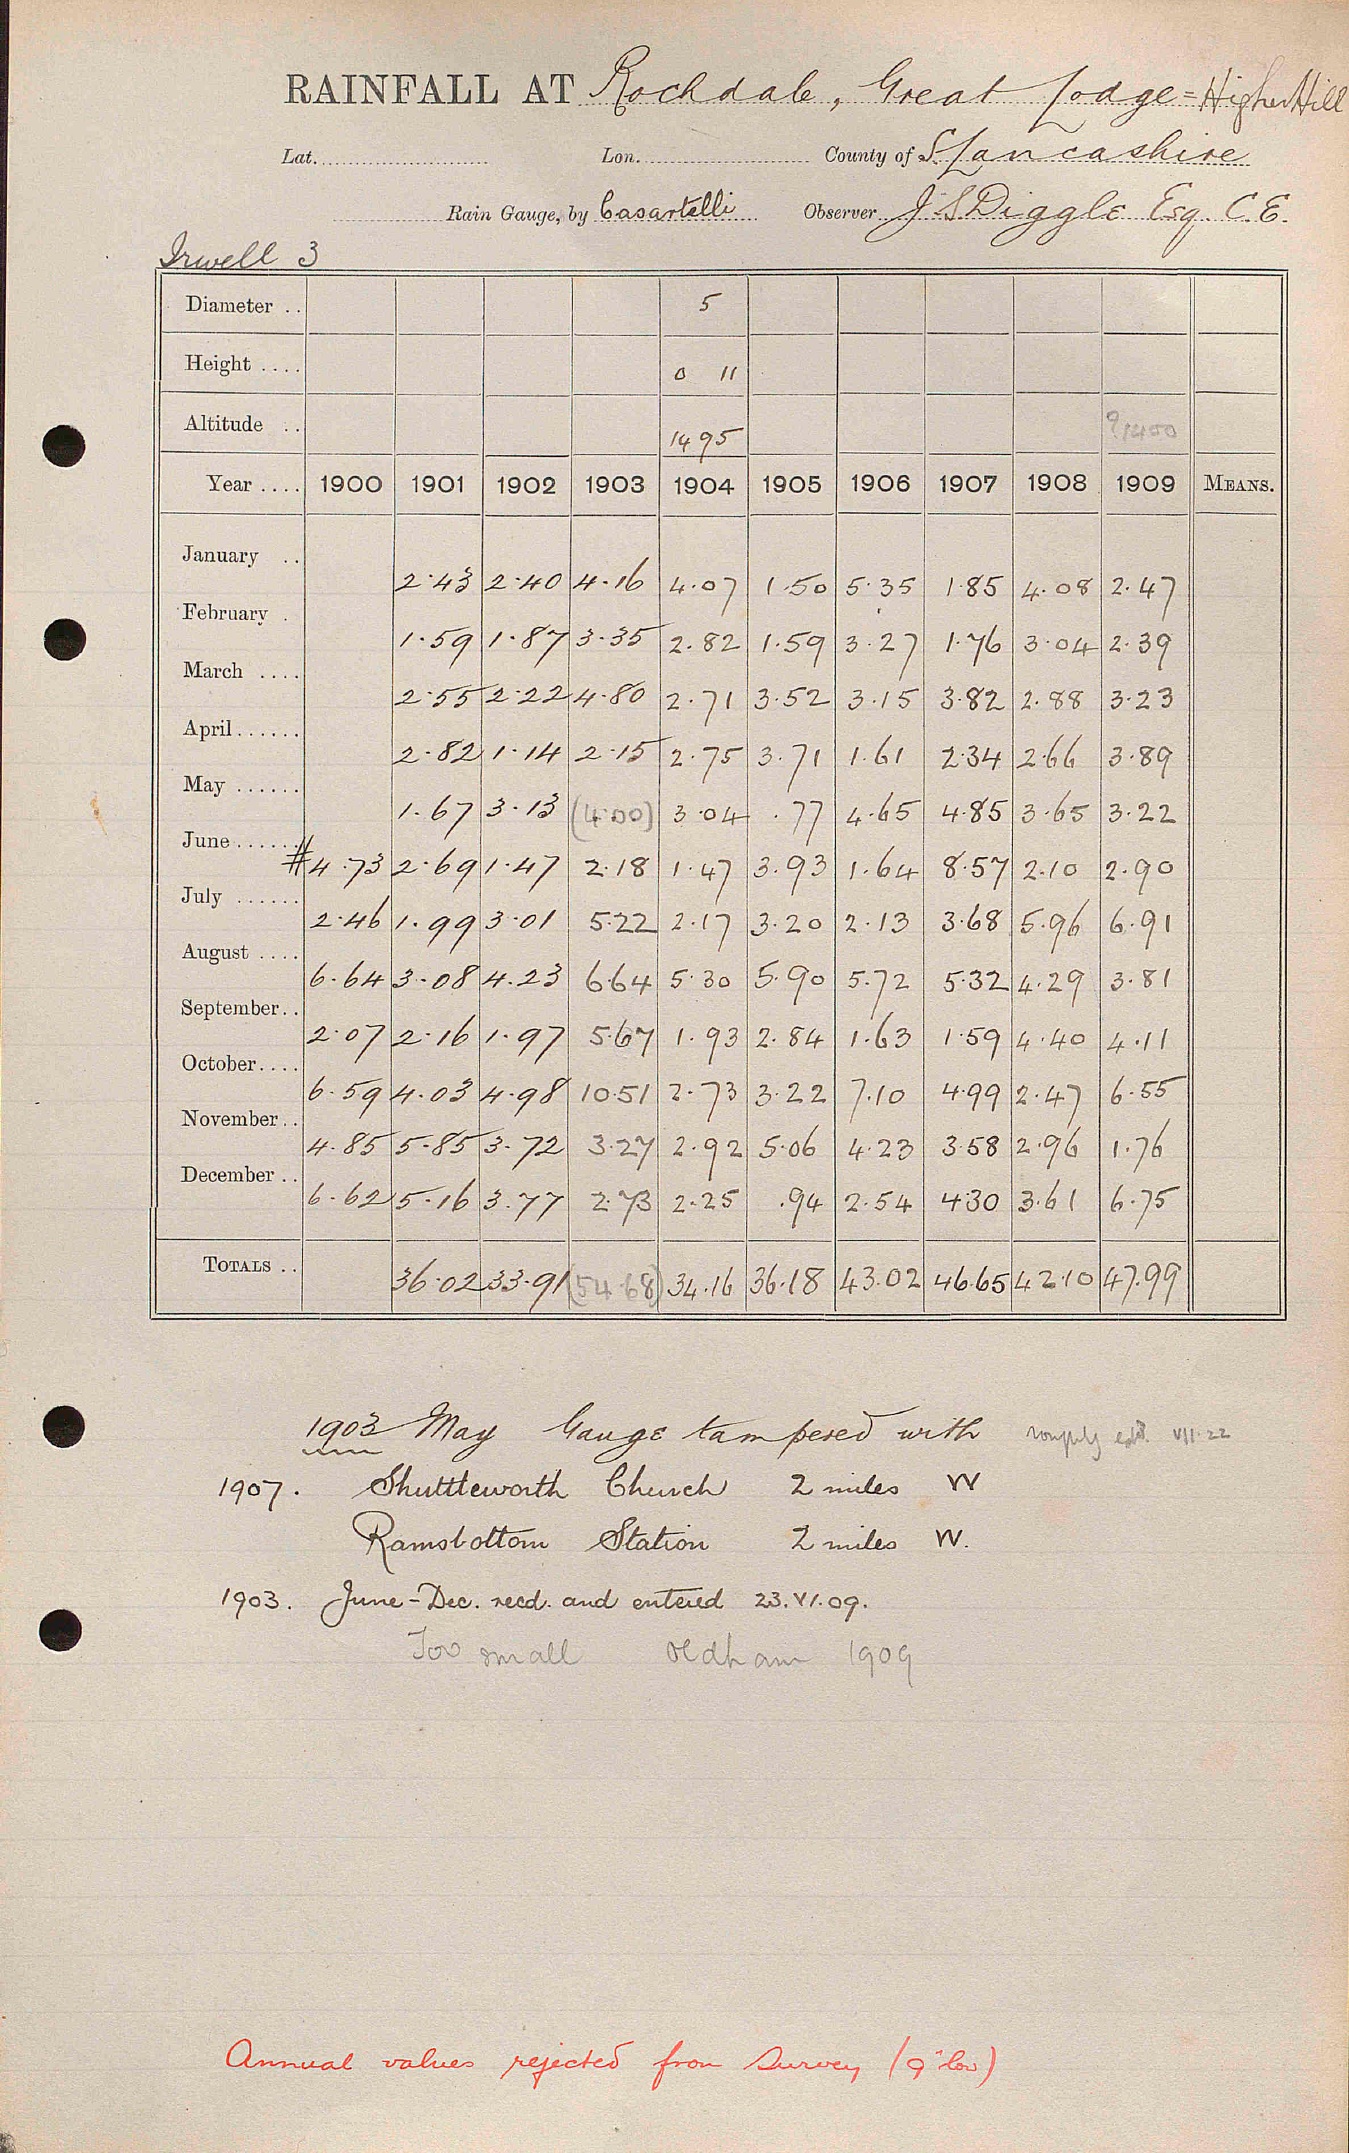 RAINFALL AT Rochdale, Great Lodge = Higher Hill
Lat. Lon. County of S. Lancashire
Rain Gauge, by Casartelli Observer J S Diggle Esq. C.E.
Irwell 3
Diameter .. 5
Height .... 0 11
Altitude .. 1495 ?1400
Year .... 1900 1901 1902 1903 1904 1905 1906 1907 1908 1909 MEANS.
January .. 2.43 2.40 4.16 4.07 1.50 5.35 1.85 4.08 2.47
February . 1.59 1.87 3.35 2.82 1.59 3.27 1.76 3.04 2.39
March .... 2.55 2.22 4.80 2.71 3.52 3.15 3.82 2.88 3.23
April...... 2.82 1.14 2.15 2.75 3.71 1.61 2.34 2.66 3.89
May ...... 1.67 3.13 (4.00) 3.04 .77 4.65 4.85 3.65 3.22
June...... # 4.73 2.69 1.47 2.18 1.47 3.93 1.64 8.57 2.10 2.90
July ...... 2.46 1.99 3.01 5.22 2.17 3.20 2.13 3.68 5.96 6.91
August .... 6.64 3.08 4.23 6.64 5.30 5.90 5.72 5.32 4.29 3.81
September.. 2.07 2.16 1.97 5.67 1.93 2.84 1.63 1.59 4.40 4.11
October.... 6.59 4.03 4.98 10.51 2.73 3.22 7.10 4.99 2.47 6.55
November.. 4.85 5.85 3.72 3.27 2.92 5.06 4.23 3.58 2.96 1.76
December .. 6.62 5.16 3.77 2.73 2.25 .94 2.54 4.30 3.61 6.75
TOTALS .. 36.02 33.91 (54.68) 34.16 36.18 43.02 46.65 42.10 47.99
1903 May Gauge tampered with roughly estd. VII.22
1907. Shuttleworth Church 2 miles W
Ramsbottom Station 2 miles W.
1903. June-Dec. recd. and entered 23.VI.09.
Too small Oldham 1909
Annual values rejected from Survey (9" low)